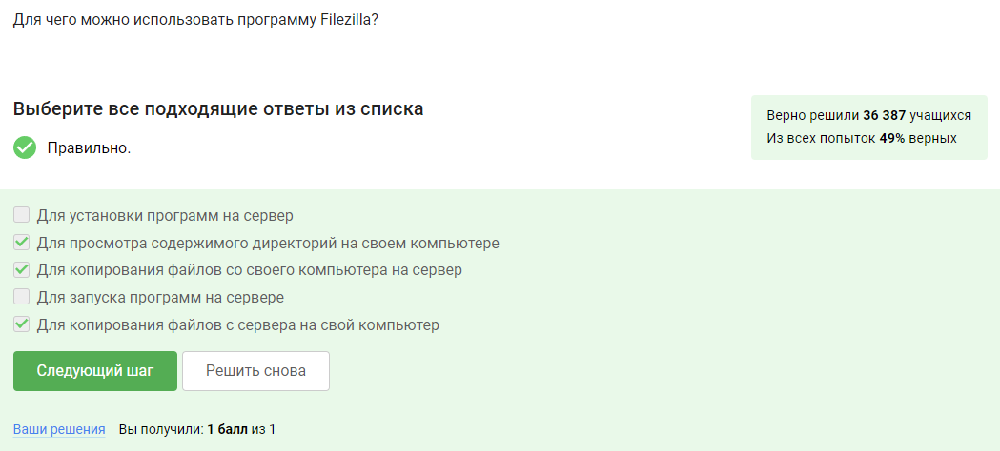 Для чего можно использовать программу Filezilla?
Выберите все подходящие ответы из списка
Верно решили 36 387 учащихся
Из всех попыток 49% верных
Правильно.
Для установки программ на сервер
Для просмотра содержимого директорий на своем компьютере
Для копирования файлов со своего компьютера на сервер
Для запуска программ на сервере
Для копирования файлов с сервера на свой компьютер
Следующий шаг
Решить снова
Ваши решения Вы получили: 1 балл из 1